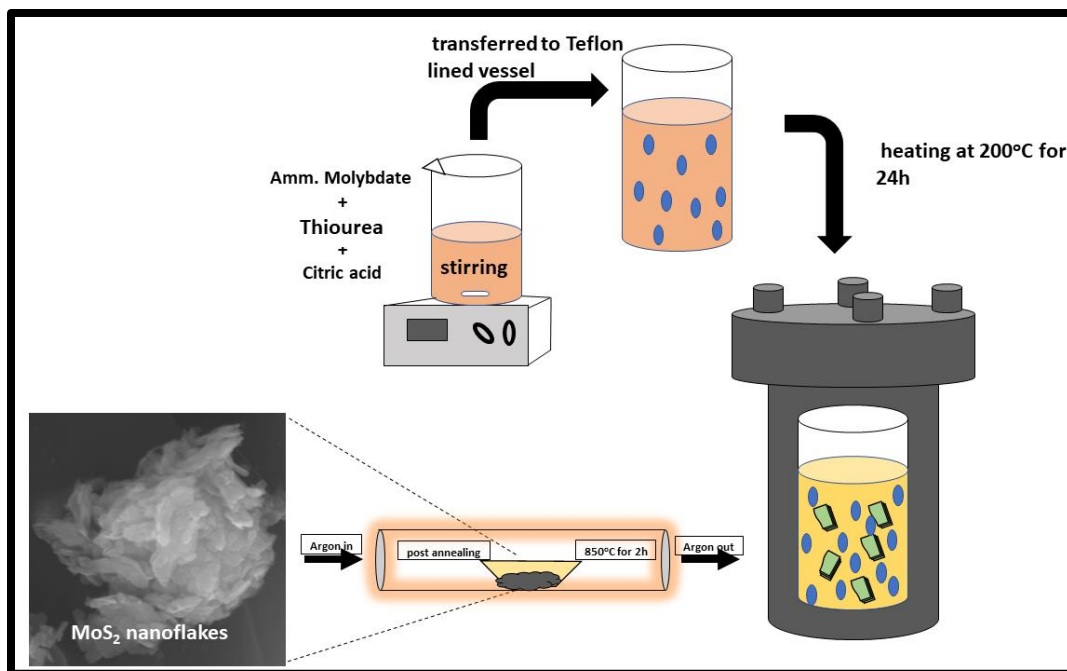 transferred to Teflon
lined vessel
Amm. Molybdate
+
Thiourea
+
Citric acid
stirring
heating at 200°C for
24h
Argon in
post annealing
850°C for 2h
Argon out
MoS₂ nanoflakes